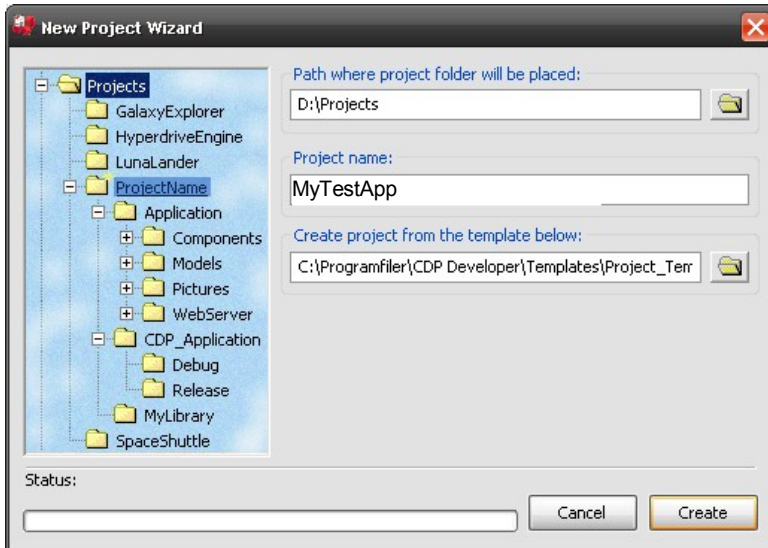 New Project Wizard
Projects
GalaxyExplorer
HyperdriveEngine
LunaLander
ProjectName
Application
Components
Models
Pictures
WebServer
CDP_Application
Debug
Release
MyLibrary
SpaceShuttle
Path where project folder will be placed:
D:\Projects
Project name:
MyTestApp
Create project from the template below:
C:\Programfiler\CDP Developer\Templates\Project_Tem
Status:
Cancel
Create